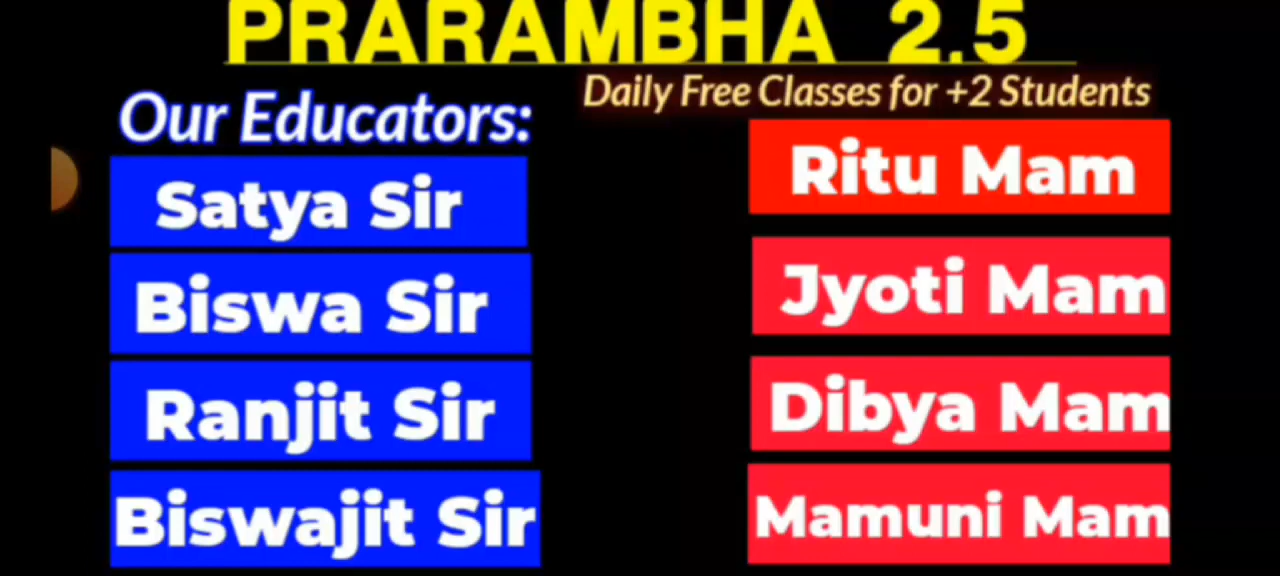 PRARAMBHA 2.5
Daily Free Classes for +2 Students
Our Educators:
Satya Sir
Biswa Sir
Ranjit Sir
Biswajit Sir
Ritu Mam
Jyoti Mam
Dibya Mam
Mamuni Mam